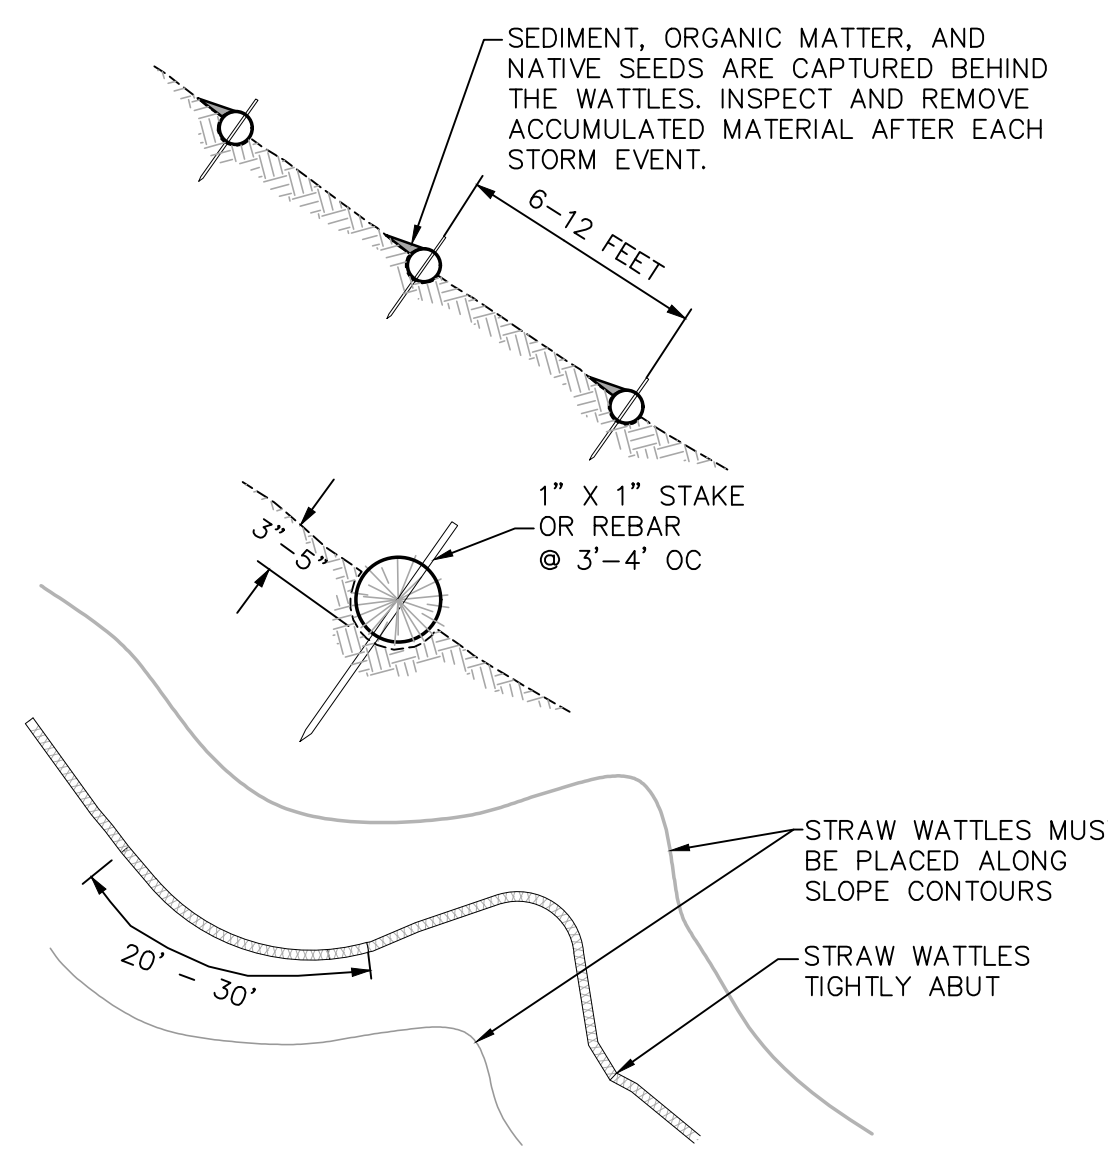 SEDIMENT, ORGANIC MATTER, AND
NATIVE SEEDS ARE CAPTURED BEHIND
THE WATTLES. INSPECT AND REMOVE
ACCUMULATED MATERIAL AFTER EACH
STORM EVENT.
6-12 FEET
1" X 1" STAKE
OR REBAR
@ 3'-4' OC
3"-5"
STRAW WATTLES MUS
BE PLACED ALONG
SLOPE CONTOURS
STRAW WATTLES
TIGHTLY ABUT
20' - 30'